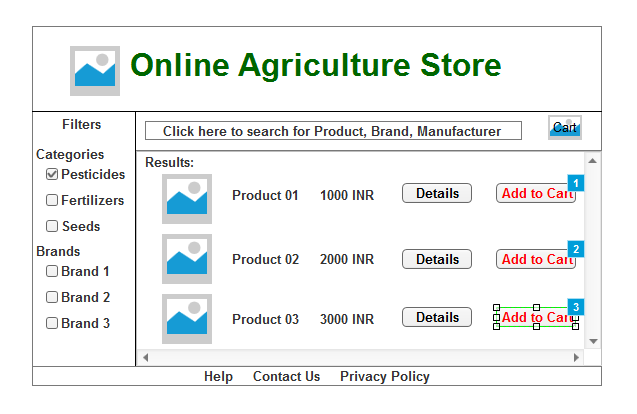 Online Agriculture Store
Filters
Click here to search for Product, Brand, Manufacturer
Cart
Categories
Pesticides
Fertilizers
Seeds
Brands
Brand 1
Brand 2
Brand 3
Results:
Product 01 1000 INR Details Add to Cart 1
Product 02 2000 INR Details Add to Cart 2
Product 03 3000 INR Details Add to Cart 3
Help Contact Us Privacy Policy